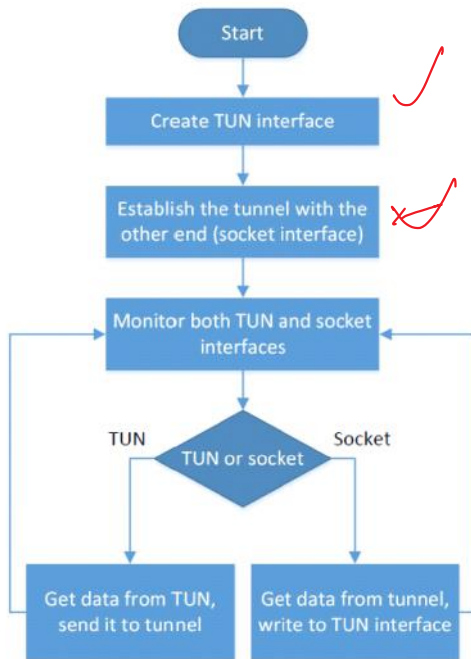 Start
Create TUN interface
Establish the tunnel with the
other end (socket interface)
Monitor both TUN and socket
interfaces
TUN
Socket
TUN or socket
Get data from TUN,
send it to tunnel
Get data from tunnel,
write to TUN interface